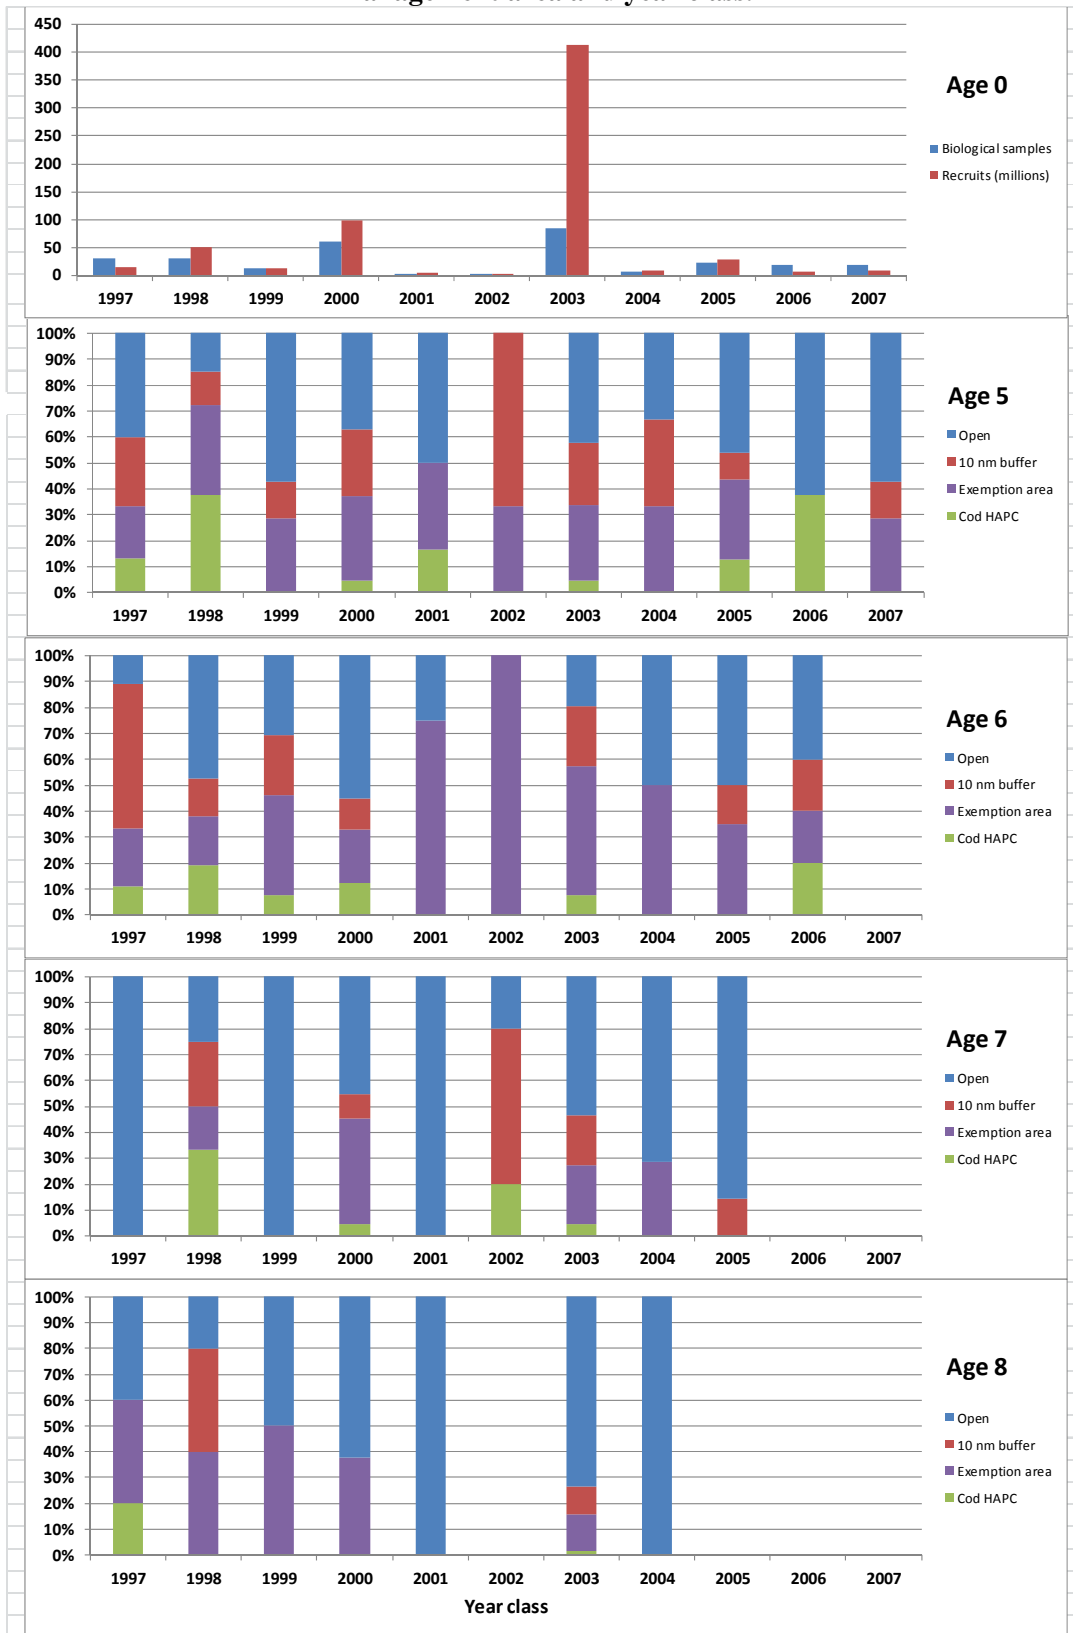 450
400
350
300
250
200
150
100
50
0
1997 1998 1999 2000 2001 2002 2003 2004 2005 2006 2007
Age 0
Biological samples
Recruits (millions)
100%
90%
80%
70%
60%
50%
40%
30%
20%
10%
0%
1997 1998 1999 2000 2001 2002 2003 2004 2005 2006 2007
Age 5
Open
10 nm buffer
Exemption area
Cod HAPC
100%
90%
80%
70%
60%
50%
40%
30%
20%
10%
0%
1997 1998 1999 2000 2001 2002 2003 2004 2005 2006 2007
Age 6
Open
10 nm buffer
Exemption area
Cod HAPC
100%
90%
80%
70%
60%
50%
40%
30%
20%
10%
0%
1997 1998 1999 2000 2001 2002 2003 2004 2005 2006 2007
Age 7
Open
10 nm buffer
Exemption area
Cod HAPC
100%
90%
80%
70%
60%
50%
40%
30%
20%
10%
0%
1997 1998 1999 2000 2001 2002 2003 2004 2005 2006 2007
Year class
Age 8
Open
10 nm buffer
Exemption area
Cod HAPC